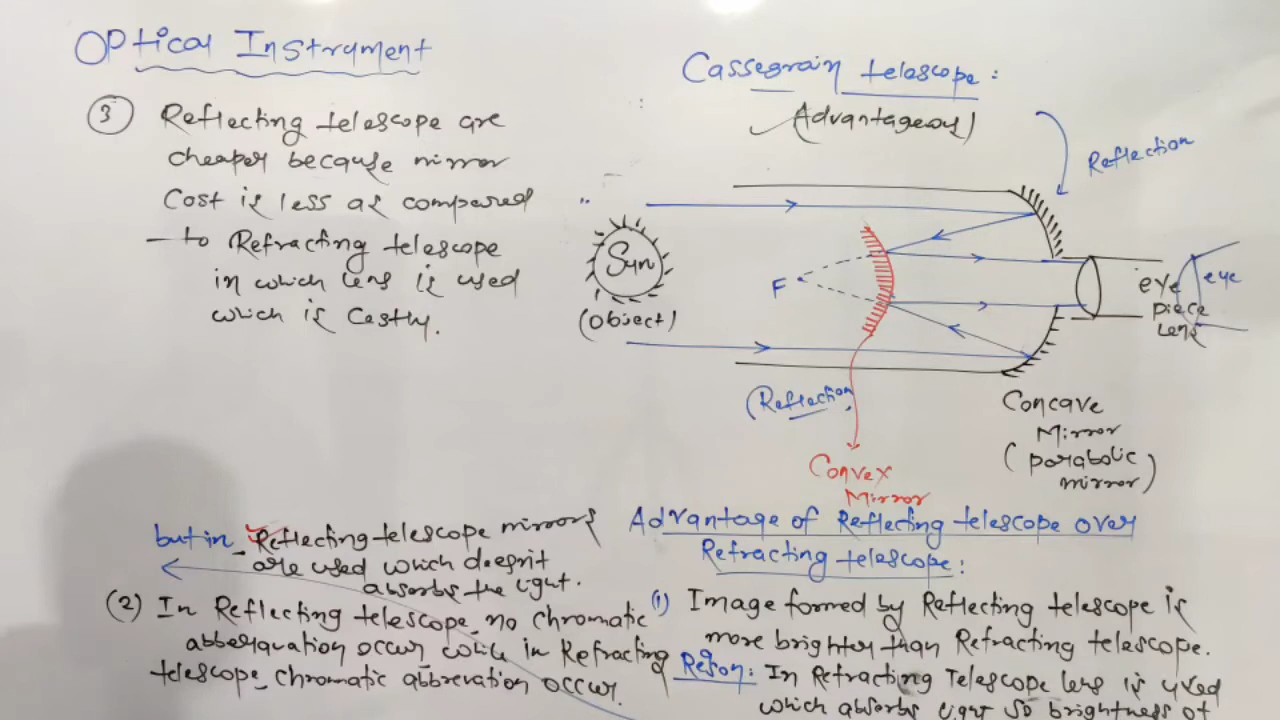 Optical Instrument
3 Reflecting telescope are
cheaper because mirror
Cost is less as compared
to Refracting telescope
in which lens is used
which is Costly.
Cassegrain telescope:
(Advantageous)
Reflection
Sun
(Object)
F
eye
piece
lens
eye
(Reflection)
Concave
Mirror
(parabolic
mirror)
Convex
Mirror
but in Reflecting telescope mirrors
are used which doesn't
absorbs the light.
(2) In Reflecting telescope no chromatic
abberquation occur while in Refracting
telescope chromatic abbrevation occur.
Advantage of Reflecting telescope over
Refracting telescope:
(1) Image formed by Reflecting telescope is
more brighter than Refracting telescope.
Reason: In Refracting Telescope lens is used
which absorbs light so brightness of